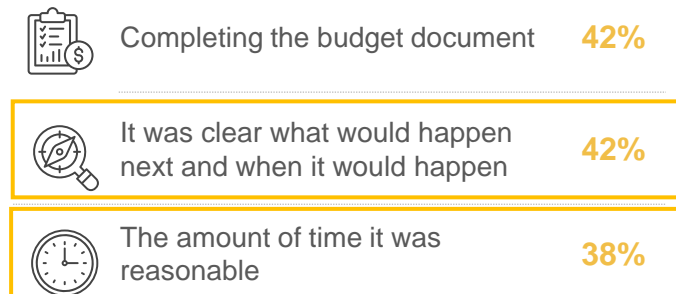 Completing the budget document 42%
It was clear what would happen
next and when it would happen 42%
The amount of time it was
reasonable 38%